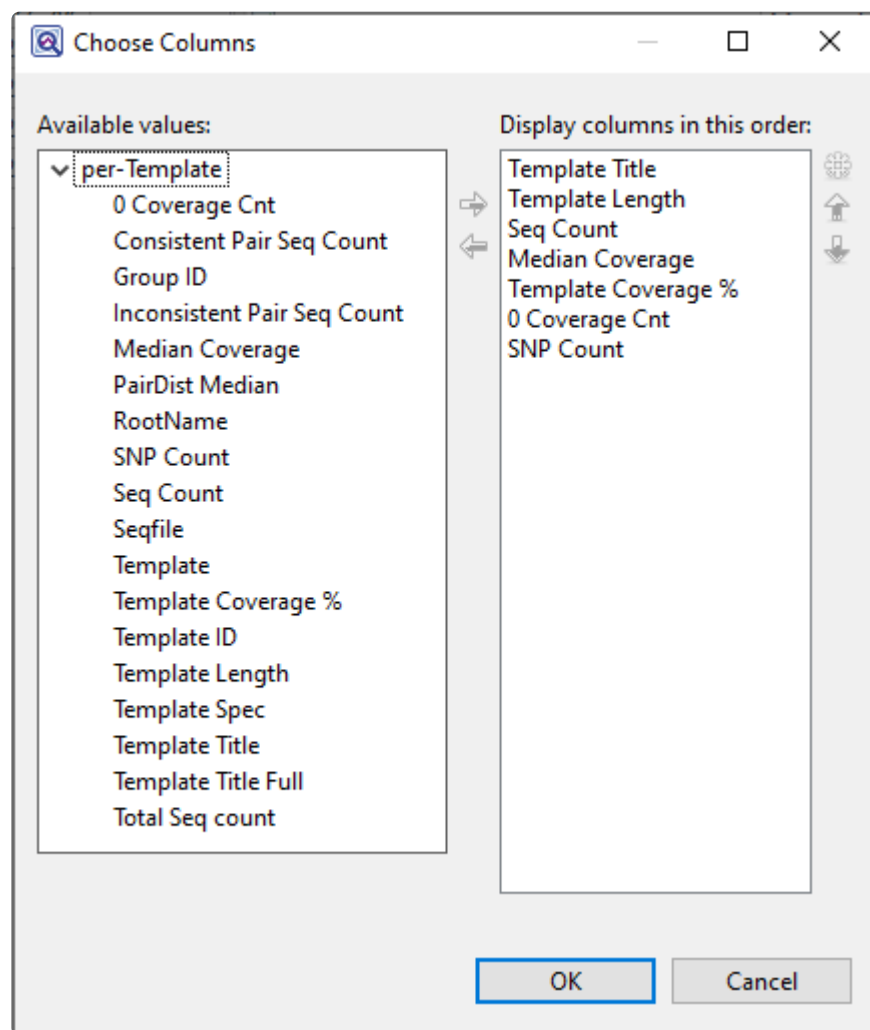 Choose Columns
Available values:
per-Template
0 Coverage Cnt
Consistent Pair Seq Count
Group ID
Inconsistent Pair Seq Count
Median Coverage
PairDist Median
RootName
SNP Count
Seq Count
Seqfile
Template
Template Coverage %
Template ID
Template Length
Template Spec
Template Title
Template Title Full
Total Seq count
Display columns in this order:
Template Title
Template Length
Seq Count
Median Coverage
Template Coverage %
0 Coverage Cnt
SNP Count
OK
Cancel